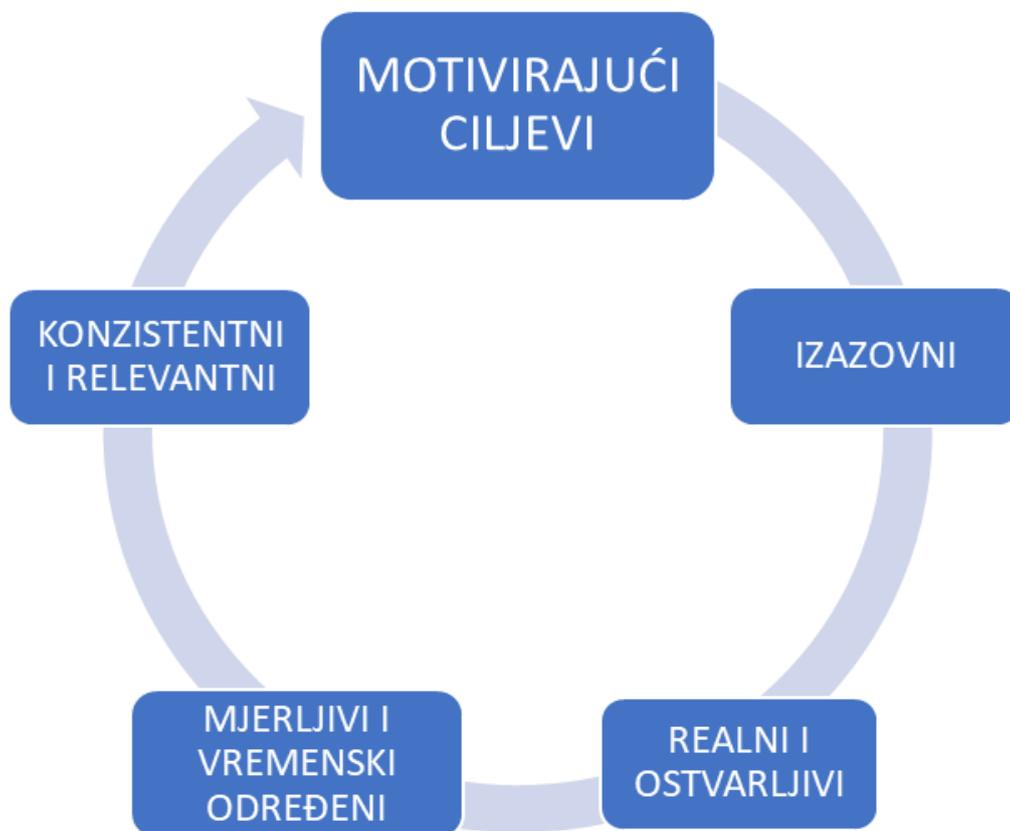 MOTIVIRAJUĆI
CILJEVI
IZAZOVNI
REALNI I
OSTVARLJIVI
MJERLJIVI I
VREMENSKI
ODREĐENI
KONZISTENTNI
I RELEVANTNI